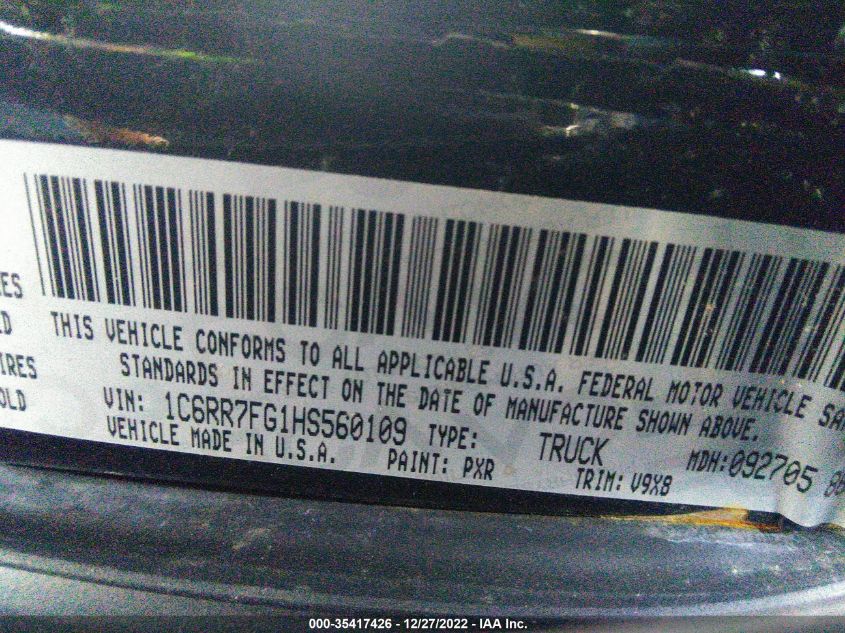 ES
D
THIS VEHICLE CONFORMS TO ALL APPLICABLE U.S.A. FEDERAL MOTOR VEHICLE SA
IRES
STANDARDS IN EFFECT ON THE DATE OF MANUFACTURE SHOWN ABOVE.
OLD
VIN: 1C6RR7FG1HS560109 TYPE: TRUCK MDH:092705
VEHICLE MADE IN U.S.A. PAINT: PXR TRIM: V9X8
000-35417426 - 12/27/2022 - IAA Inc.